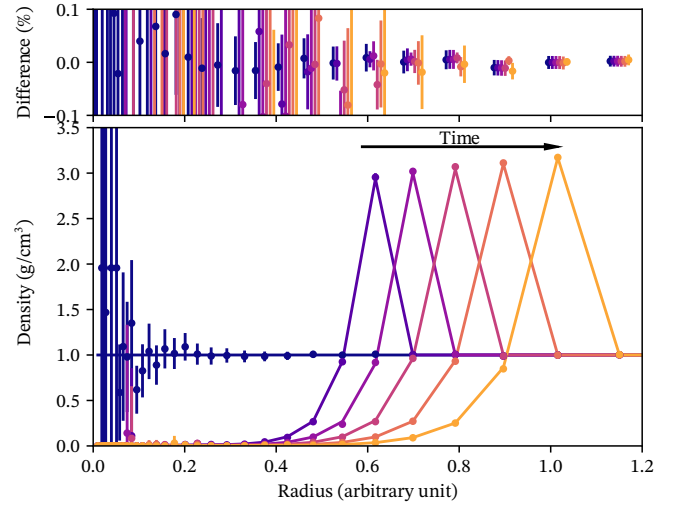 0.1
0.0
−0.1
Difference (%)
3.5
3.0
2.0
1.5
1.0
0.5
0.0
Density (g/cm³)
Time
0.0 0.2 0.4 0.6 0.8 1.0 1.2
Radius (arbitrary unit)